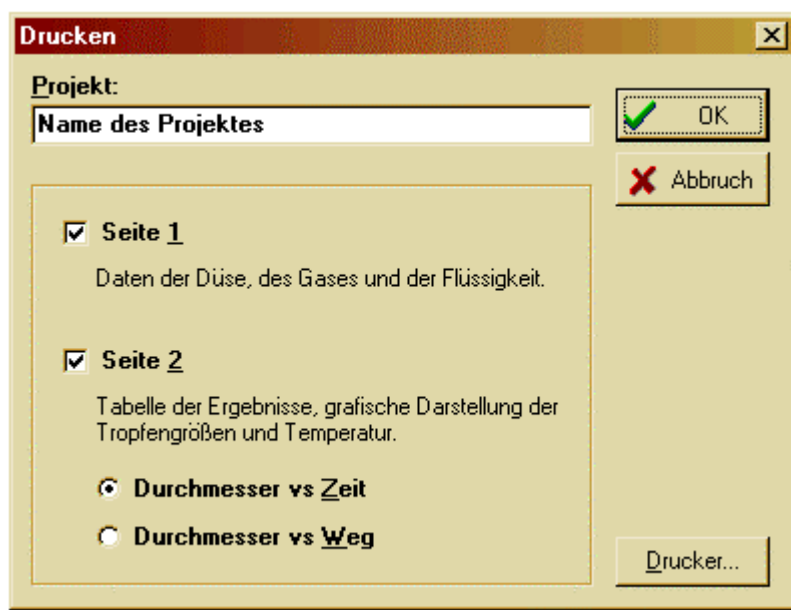 Drucken
Projekt:
Name des Projektes
OK
Abbruch
Seite 1
Daten der Düse, des Gases und der Flüssigkeit.
Seite 2
Tabelle der Ergebnisse, grafische Darstellung der
Tropfengrößen und Temperatur.
Durchmesser vs Zeit
Durchmesser vs Weg
Drucker...